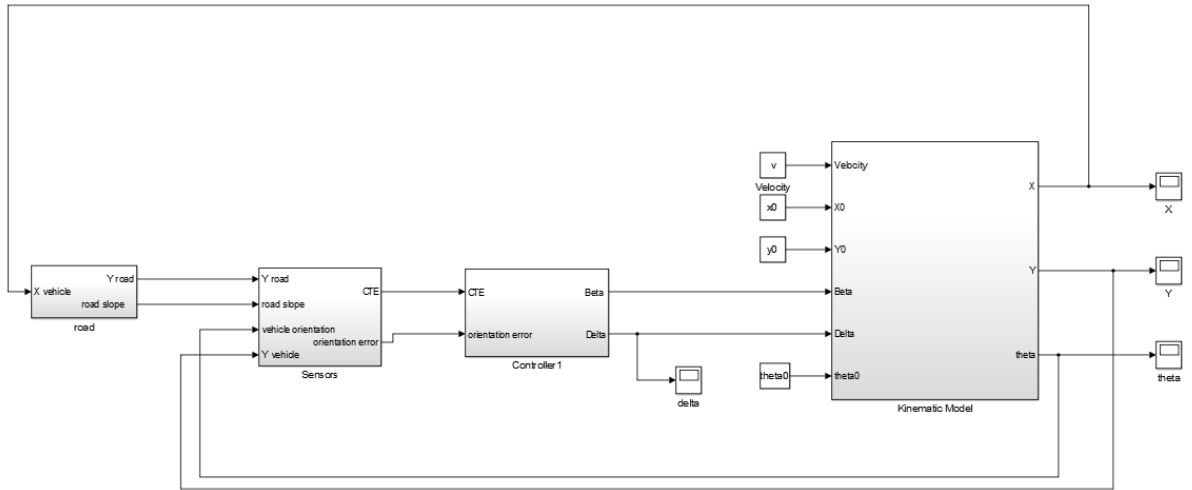 X vehicle
Y road
road slope
road
Y road
road slope
vehicle orientation
Y vehicle
CTE
orientation error
Sensors
CTE
orientation error
Beta
Delta
Controller1
delta
v
Velocity
x0
y0
theta0
Velocity
X0
Y0
Beta
Delta
theta0
X
Y
theta
Kinematic Model
X
Y
theta